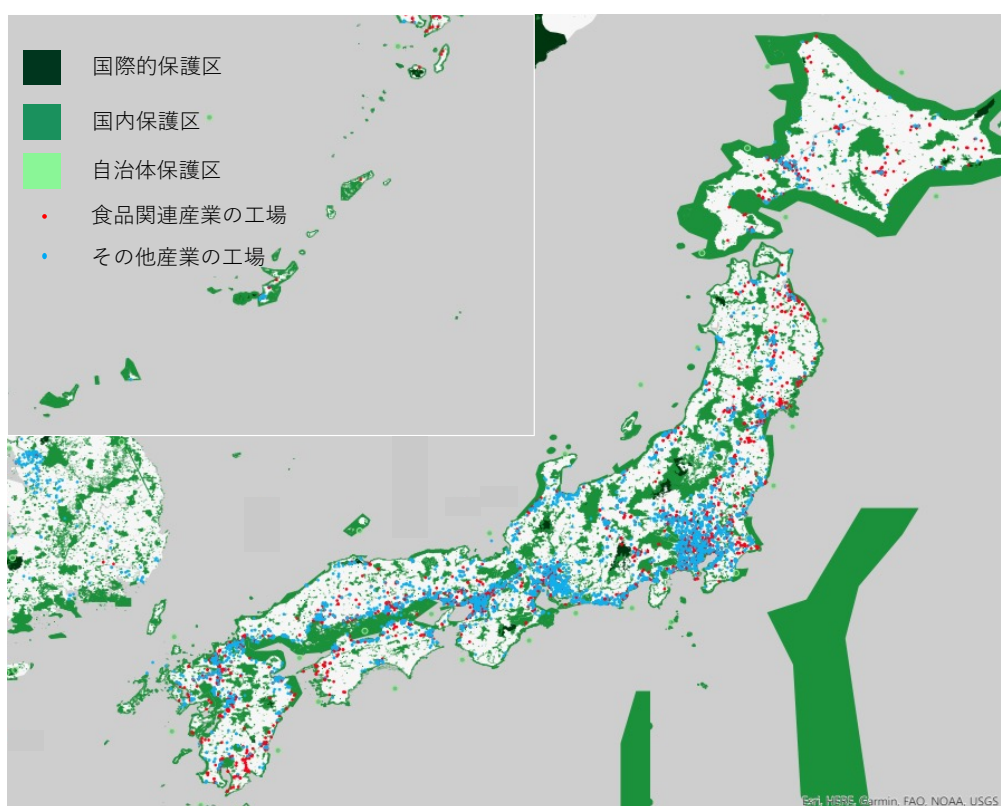 国際的保護区
国内保護区
自治体保護区
食品関連産業の工場
その他産業の工場
Esri, HERE, Garmin, FAO, NOAA, USGS